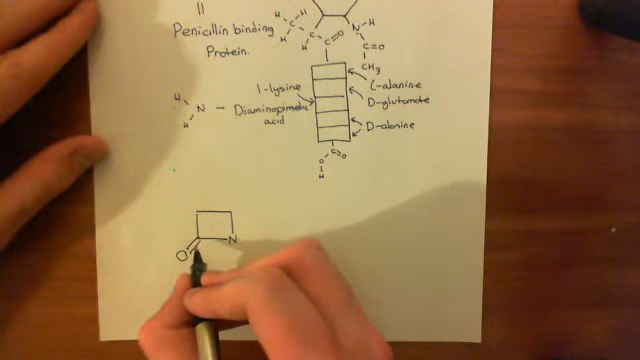 Penicillin binding
Protein.
H
H
C
H
H
C
H
C
O
N
H
C=O
CH3
l-lysine
Diaminopimelic
acid
H
N
H
L-alanine
D-glutamate
D-alanine
C
O
O
H
N
O